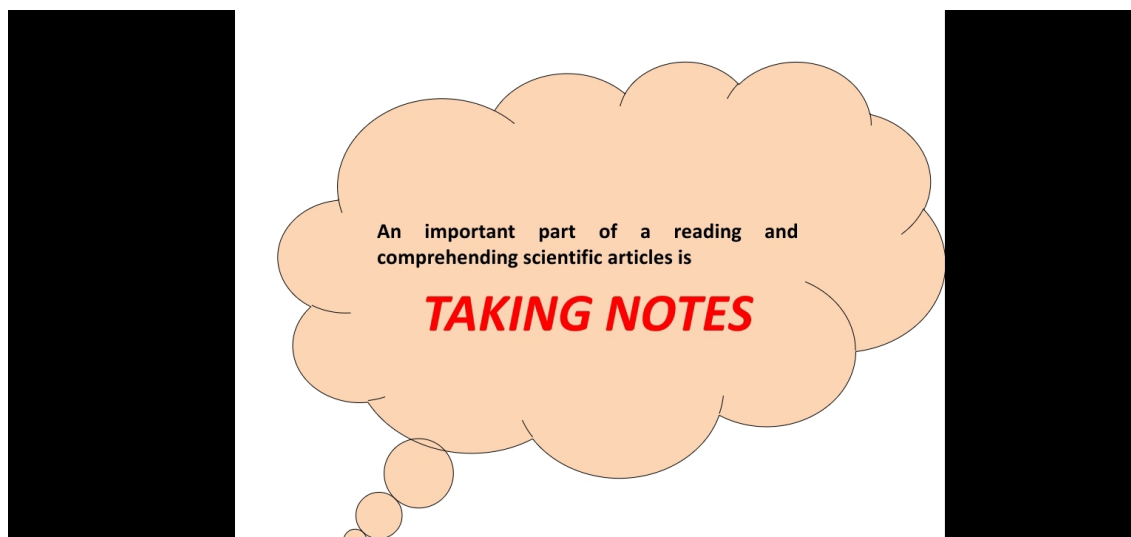 An important part of a reading and
comprehending scientific articles is
TAKING NOTES